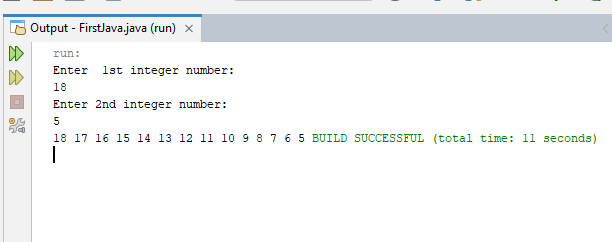 Output - FirstJava.java (run) ×
run:
Enter  1st integer number:
18
Enter 2nd integer number:
5
18 17 16 15 14 13 12 11 10 9 8 7 6 5 BUILD SUCCESSFUL (total time: 11 seconds)